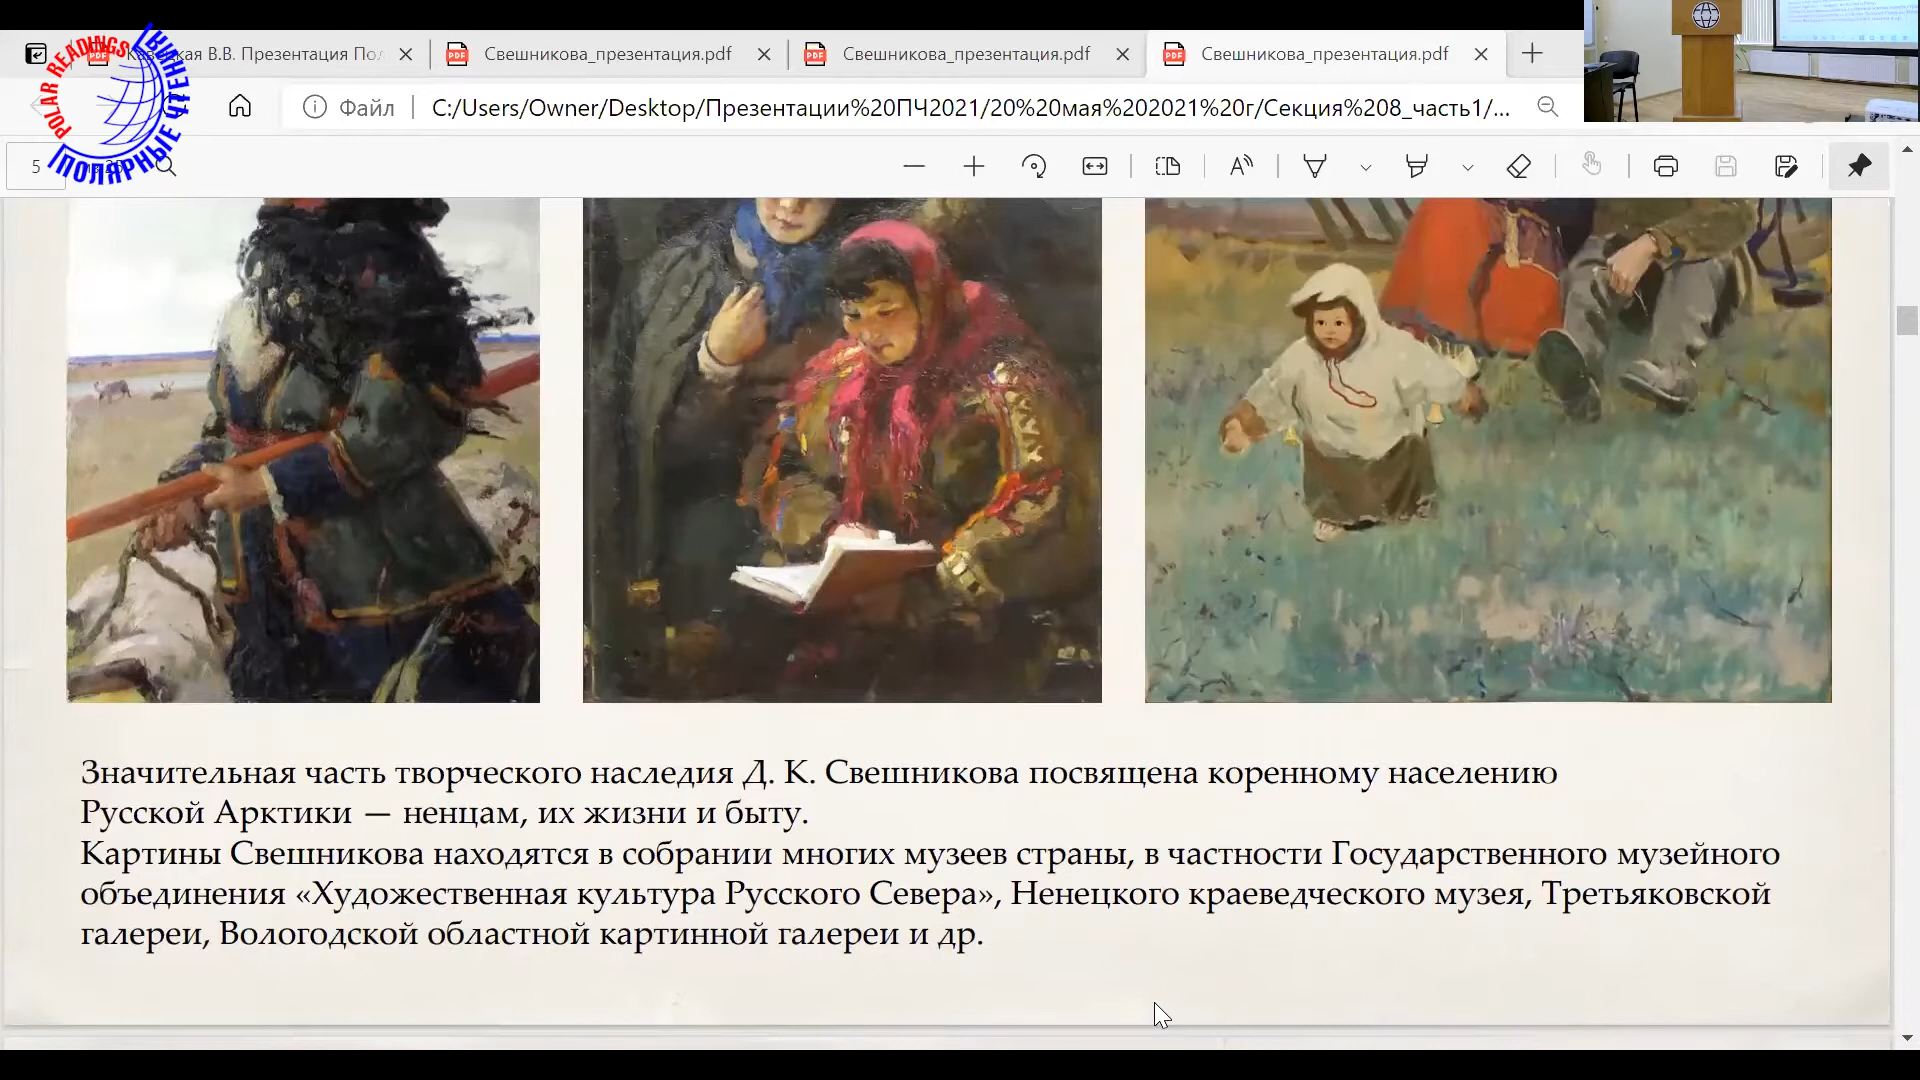 POLAR READINGS
ПОЛЯРНЫЕ ЧТЕНИЯ
Презентация
Свешникова_презентация.pdf
Свешникова_презентация.pdf
Свешникова_презентация.pdf
Файл
C:/Users/Owner/Desktop/Презентации%20ПЧ2021/20%20мая%202021%20г/Секция%208_часть1/...
5
Значительная часть творческого наследия Д. К. Свешникова посвящена коренному населению
Русской Арктики — ненцам, их жизни и быту.
Картины Свешникова находятся в собрании многих музеев страны, в частности Государственного музейного
объединения «Художественная культура Русского Севера», Ненецкого краеведческого музея, Третьяковской
галереи, Вологодской областной картинной галереи и др.